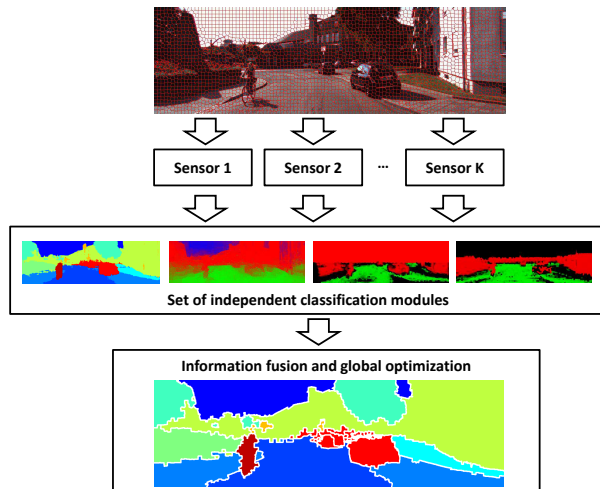 Sensor 1
Sensor 2
...
Sensor K
Set of independent classification modules
Information fusion and global optimization